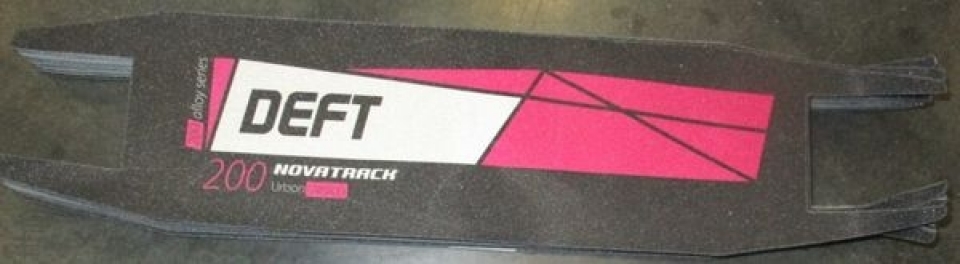 alloy series
DEFT
200 NOVATRACK
Urban